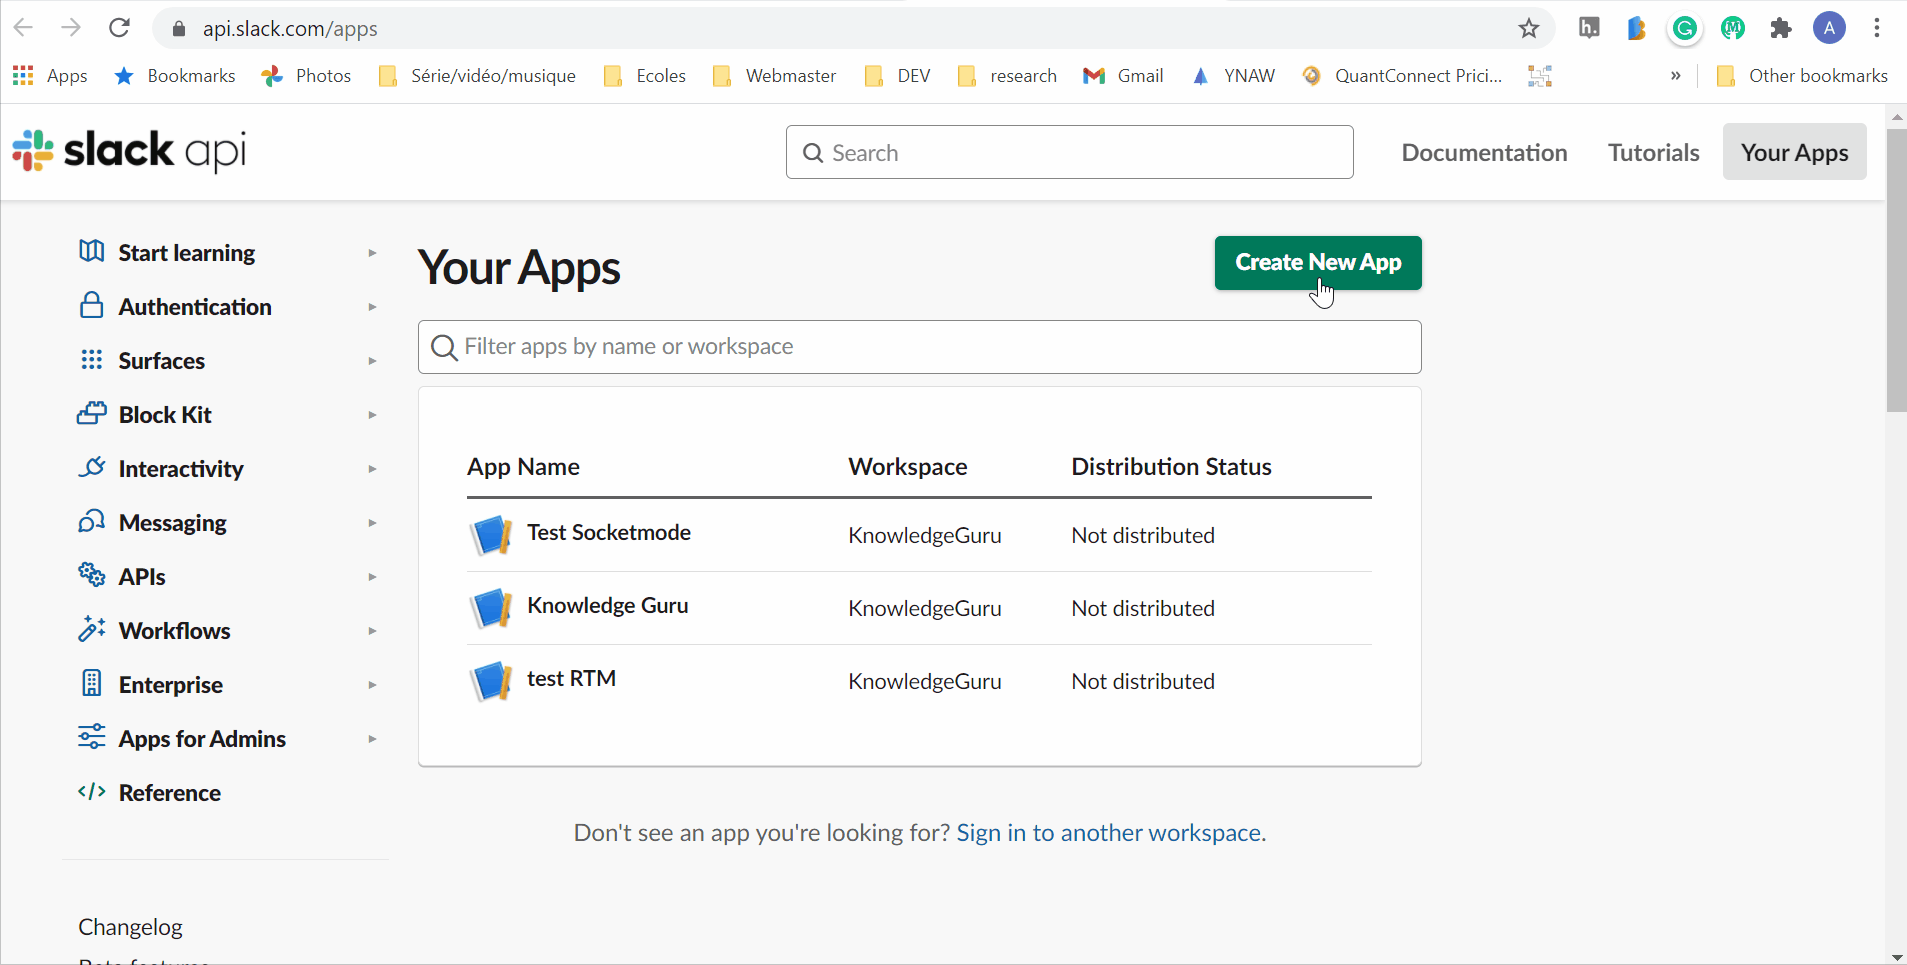 api.slack.com/apps
h.
G
M
A
Apps Bookmarks Photos Série/vidéo/musique Ecoles Webmaster DEV research Gmail YNAW QuantConnect Prici... » Other bookmarks
slack api
Search
Documentation Tutorials Your Apps
Start learning
Authentication
Surfaces
Block Kit
Interactivity
Messaging
APIs
Workflows
Enterprise
Apps for Admins
Reference
Changelog
Your Apps
Create New App
Filter apps by name or workspace
App Name Workspace Distribution Status
Test Socketmode KnowledgeGuru Not distributed
Knowledge Guru KnowledgeGuru Not distributed
test RTM KnowledgeGuru Not distributed
Don't see an app you're looking for? Sign in to another workspace.